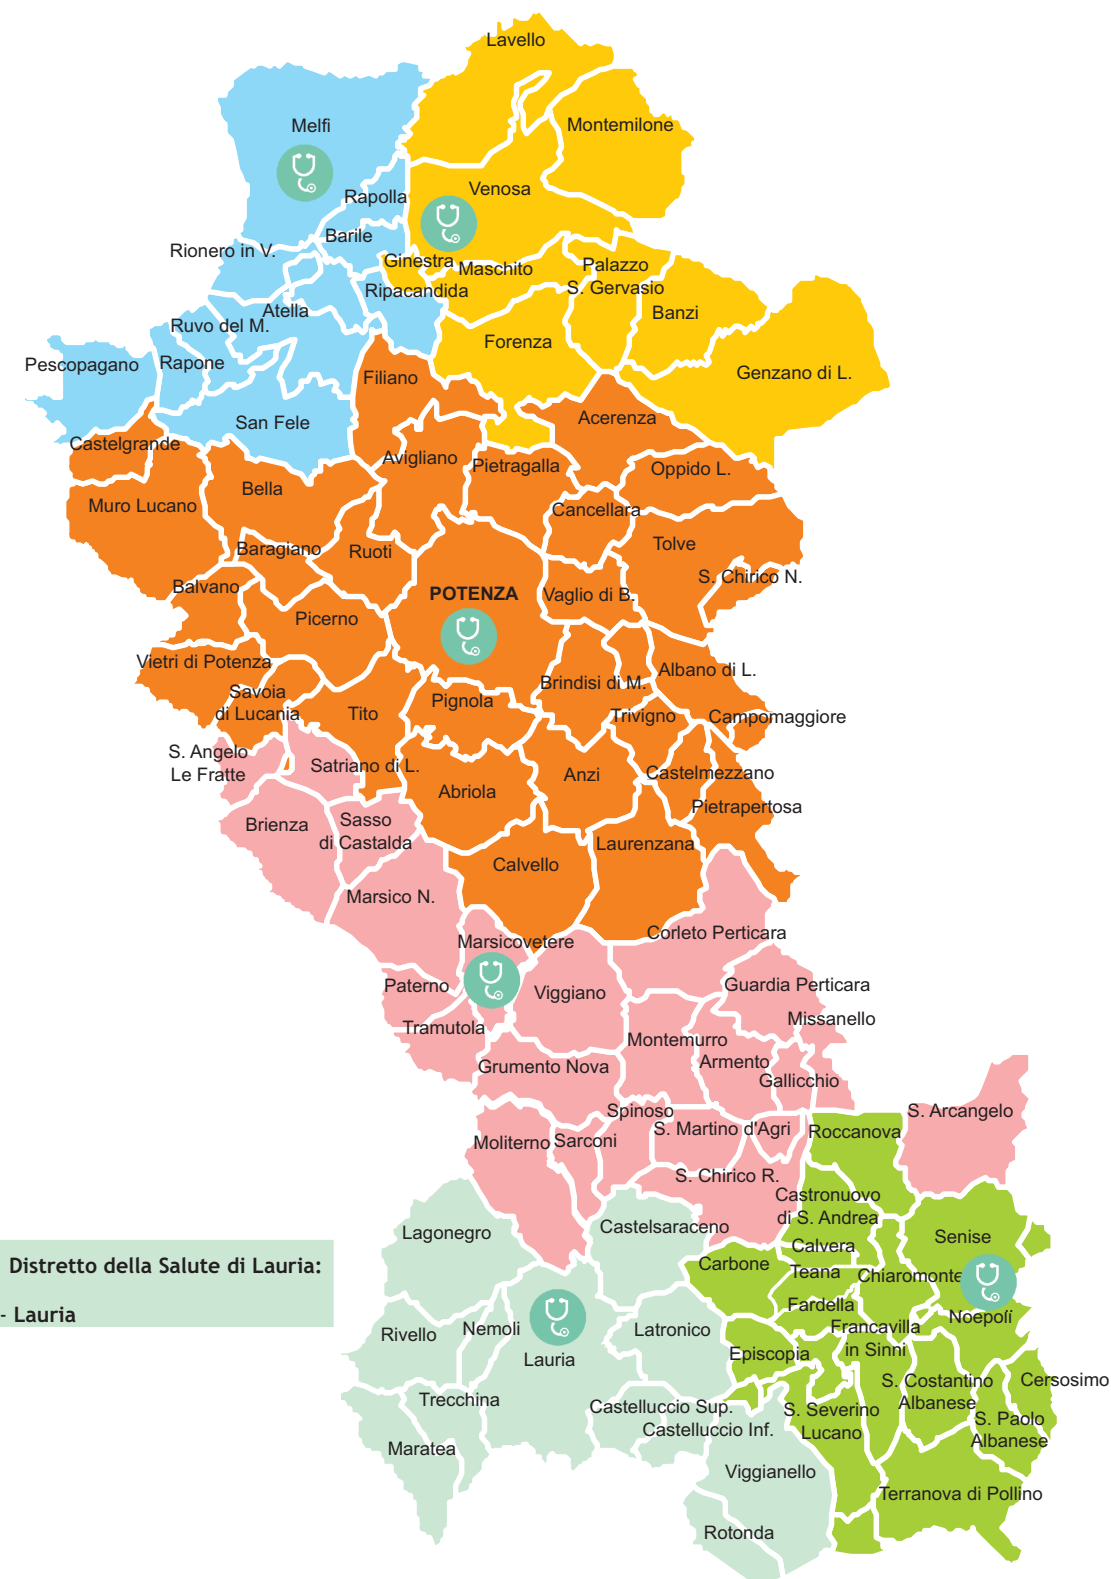 Lavello
Melfi
Montemilone
Rapolla
Venosa
Barile
Rionero in V.
Ginestra
Maschito
Palazzo
S. Gervasio
Ripacandida
Banzi
Atella
Ruvo del M.
Forenza
Pescopagano
Rapone
Genzano di L.
Filiano
San Fele
Acerenza
Castelgrande
Avigliano
Pietragalla
Oppido L.
Bella
Muro Lucano
Cancellara
Baragiano
Ruoti
Tolve
S. Chirico N.
Balvano
POTENZA
Vaglio di B.
Picerno
Vietri di Potenza
Albano di L.
Savoia
di Lucania
Brindisi di M.
Pignola
Tito
Trivigno
Campomaggiore
S. Angelo
Le Fratte
Satriano di L.
Anzi
Castelmezzano
Abriola
Pietrapertosa
Brienza
Sasso
di Castalda
Laurenzana
Calvello
Marsico N.
Corleto Perticara
Marsicovetere
Paterno
Viggiano
Guardia Perticara
Missanello
Tramutola
Montemurro
Armento
Grumento Nova
Gallicchio
Spinoso
S. Arcangelo
S. Martino d'Agri
Roccanova
Moliterno
Sarconi
S. Chirico R.
Castronuovo
di S. Andrea
Lagonegro
Castelsaraceno
Senise
Calvera
Distretto della Salute di Lauria:
Carbone
Teana
Chiaromonte
- Lauria
Fardella
Noepoli
Rivello
Nemoli
Latronico
Francavilla
in Sinni
Lauria
Episcopia
S. Costantino
Albanese
Cersosimo
Trecchina
Castelluccio Sup.
S. Severino
Lucano
S. Paolo
Albanese
Castelluccio Inf.
Maratea
Viggianello
Terranova di Pollino
Rotonda